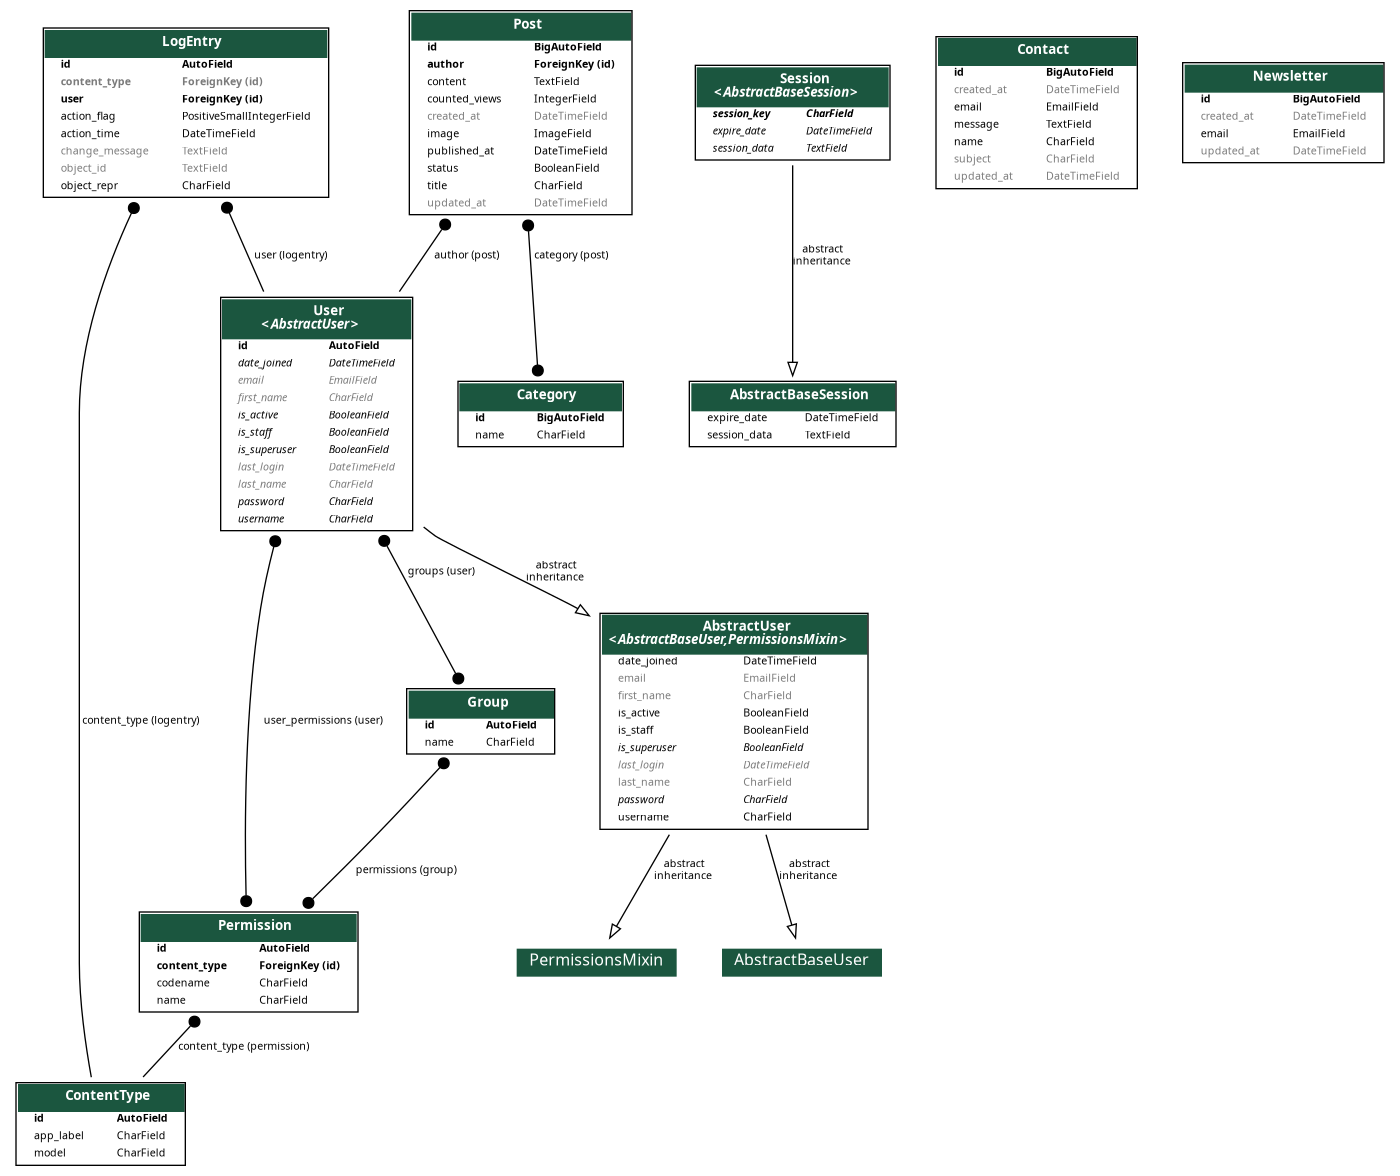 LogEntry
id AutoField
content_type ForeignKey (id)
user ForeignKey (id)
action_flag PositiveSmallIntegerField
action_time DateTimeField
change_message TextField
object_id TextField
object_repr CharField
Post
id BigAutoField
author ForeignKey (id)
content TextField
counted_views IntegerField
created_at DateTimeField
image ImageField
published_at DateTimeField
status BooleanField
title CharField
updated_at DateTimeField
Session
<AbstractBaseSession>
session_key CharField
expire_date DateTimeField
session_data TextField
Contact
id BigAutoField
created_at DateTimeField
email EmailField
message TextField
name CharField
subject CharField
updated_at DateTimeField
Newsletter
id BigAutoField
created_at DateTimeField
email EmailField
updated_at DateTimeField
user (logentry)
author (post)
category (post)
abstract
inheritance
User
<AbstractUser>
id AutoField
date_joined DateTimeField
email EmailField
first_name CharField
is_active BooleanField
is_staff BooleanField
is_superuser BooleanField
last_login DateTimeField
last_name CharField
password CharField
username CharField
Category
id BigAutoField
name CharField
AbstractBaseSession
expire_date DateTimeField
session_data TextField
groups (user)
abstract
inheritance
AbstractUser
<AbstractBaseUser,PermissionsMixin>
date_joined DateTimeField
email EmailField
first_name CharField
is_active BooleanField
is_staff BooleanField
is_superuser BooleanField
last_login DateTimeField
last_name CharField
password CharField
username CharField
Group
id AutoField
name CharField
content_type (logentry)
user_permissions (user)
permissions (group)
abstract
inheritance
abstract
inheritance
Permission
id AutoField
content_type ForeignKey (id)
codename CharField
name CharField
PermissionsMixin
AbstractBaseUser
content_type (permission)
ContentType
id AutoField
app_label CharField
model CharField